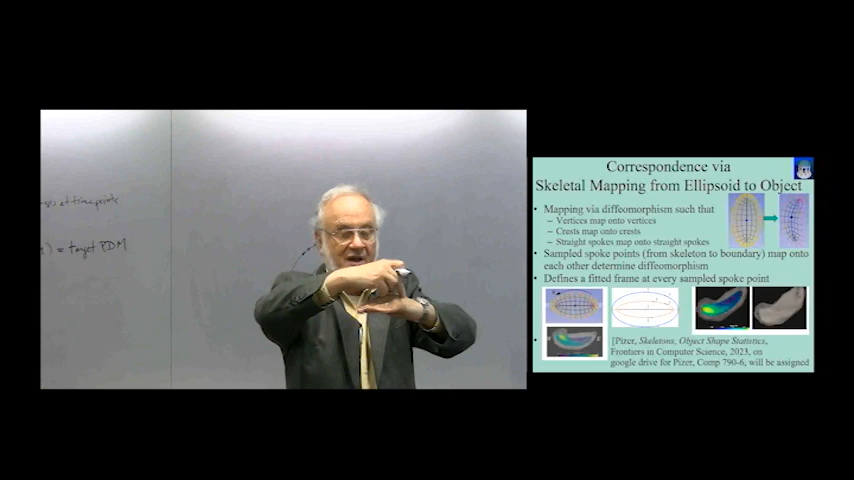 at timepoints
) = target PDM
Correspondence via
Skeletal Mapping from Ellipsoid to Object
• Mapping via diffeomorphism such that
– Vertices map onto vertices
– Crests map onto crests
– Straight spokes map onto straight spokes
• Sampled spoke points (from skeleton to boundary) map onto
each other determine diffeomorphism
• Defines a fitted frame at every sampled spoke point
• [Pizer, Skeletons, Object Shape Statistics,
Frontiers in Computer Science, 2023, on
google drive for Pizer, Comp 790-6, will be assigned